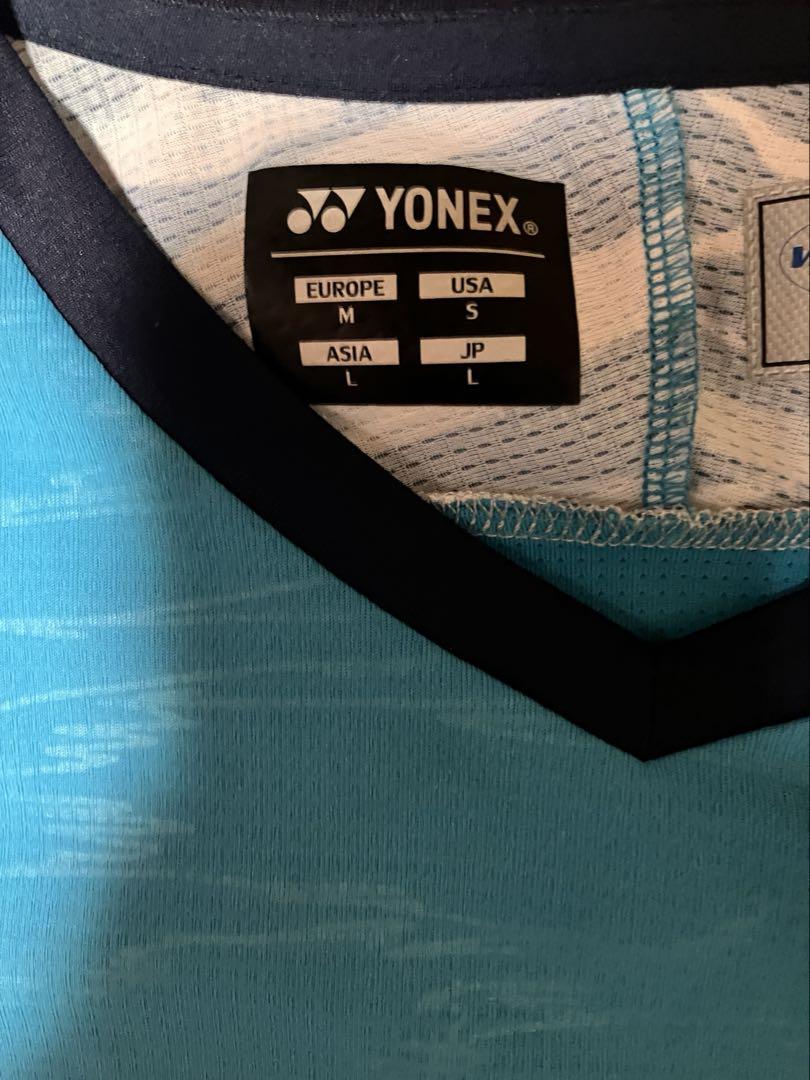 YONEX®
EUROPE USA
M S
ASIA JP
L L